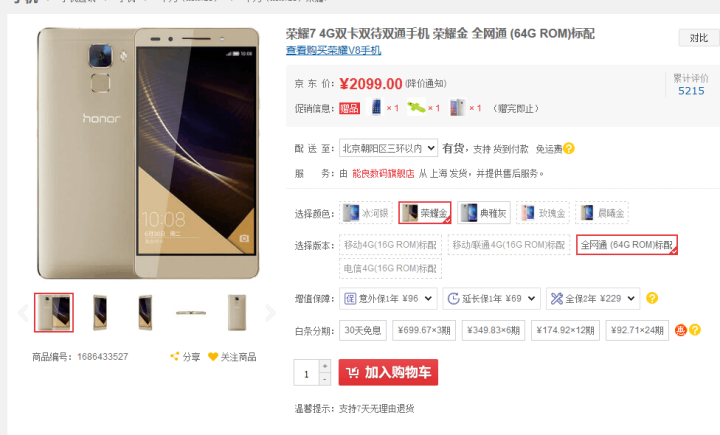 荣耀7 4G双卡双待双通手机 荣耀金 全网通 (64G ROM)标配
对比
查看购买荣耀V8手机
京 东 价: ¥2099.00 (降价通知)
累计评价
5215
促销信息: 赠品 × 1 × 1 × 1 （赠完即止）
配 送 至: 北京朝阳区三环以内 有货，支持 货到付款 免运费
服 务: 由 能良数码旗舰店 从 上海 发货，并提供售后服务。
honor
10:08
选择颜色: 冰河银 荣耀金 典雅灰 玫瑰金 晨曦金
选择版本: 移动4G(16G ROM)标配 移动/联通4G(16G ROM)标配 全网通 (64G ROM)标配
电信4G(16G ROM)标配
增值保障: 保 意外保1年 ¥96 延长保1年 ¥69 全保2年 ¥229
白条分期: 30天免息 ¥699.67×3期 ¥349.83×6期 ¥174.92×12期 ¥92.71×24期 惠
商品编号: 1686433527 分享 关注商品
1 + - 加入购物车
温馨提示: 支持7天无理由退货